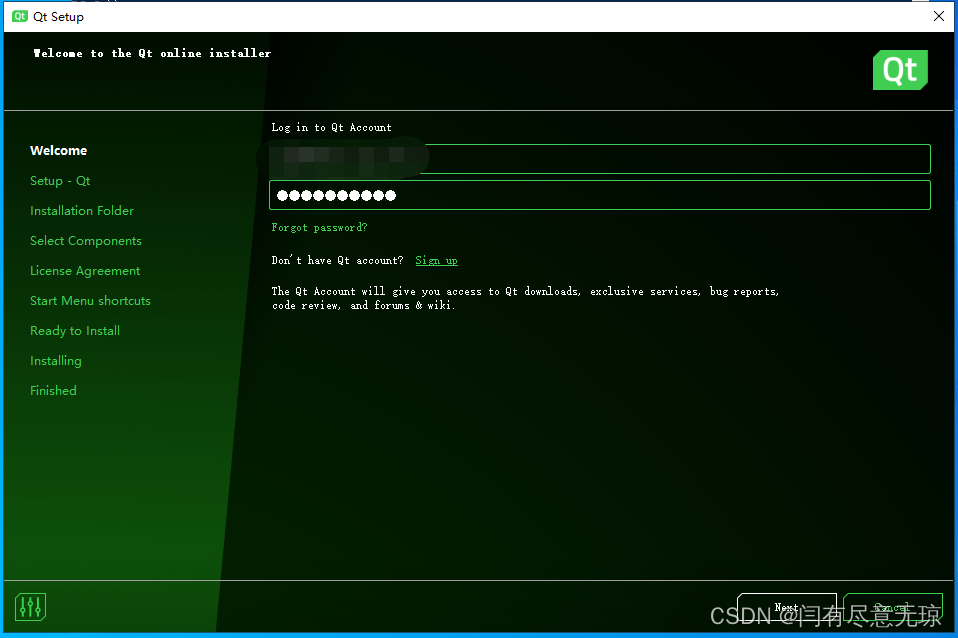 Qt Qt Setup
Welcome to the Qt online installer
Qt
Log in to Qt Account
Welcome
Setup - Qt
Installation Folder
Select Components
License Agreement
Start Menu shortcuts
Ready to Install
Installing
Finished
●●●●●●●●●●
Forgot password?
Don't have Qt account? Sign up
The Qt Account will give you access to Qt downloads, exclusive services, bug reports,
code review, and forums & wiki.
Next
Cancel
CSDN @闫有尽意无琼